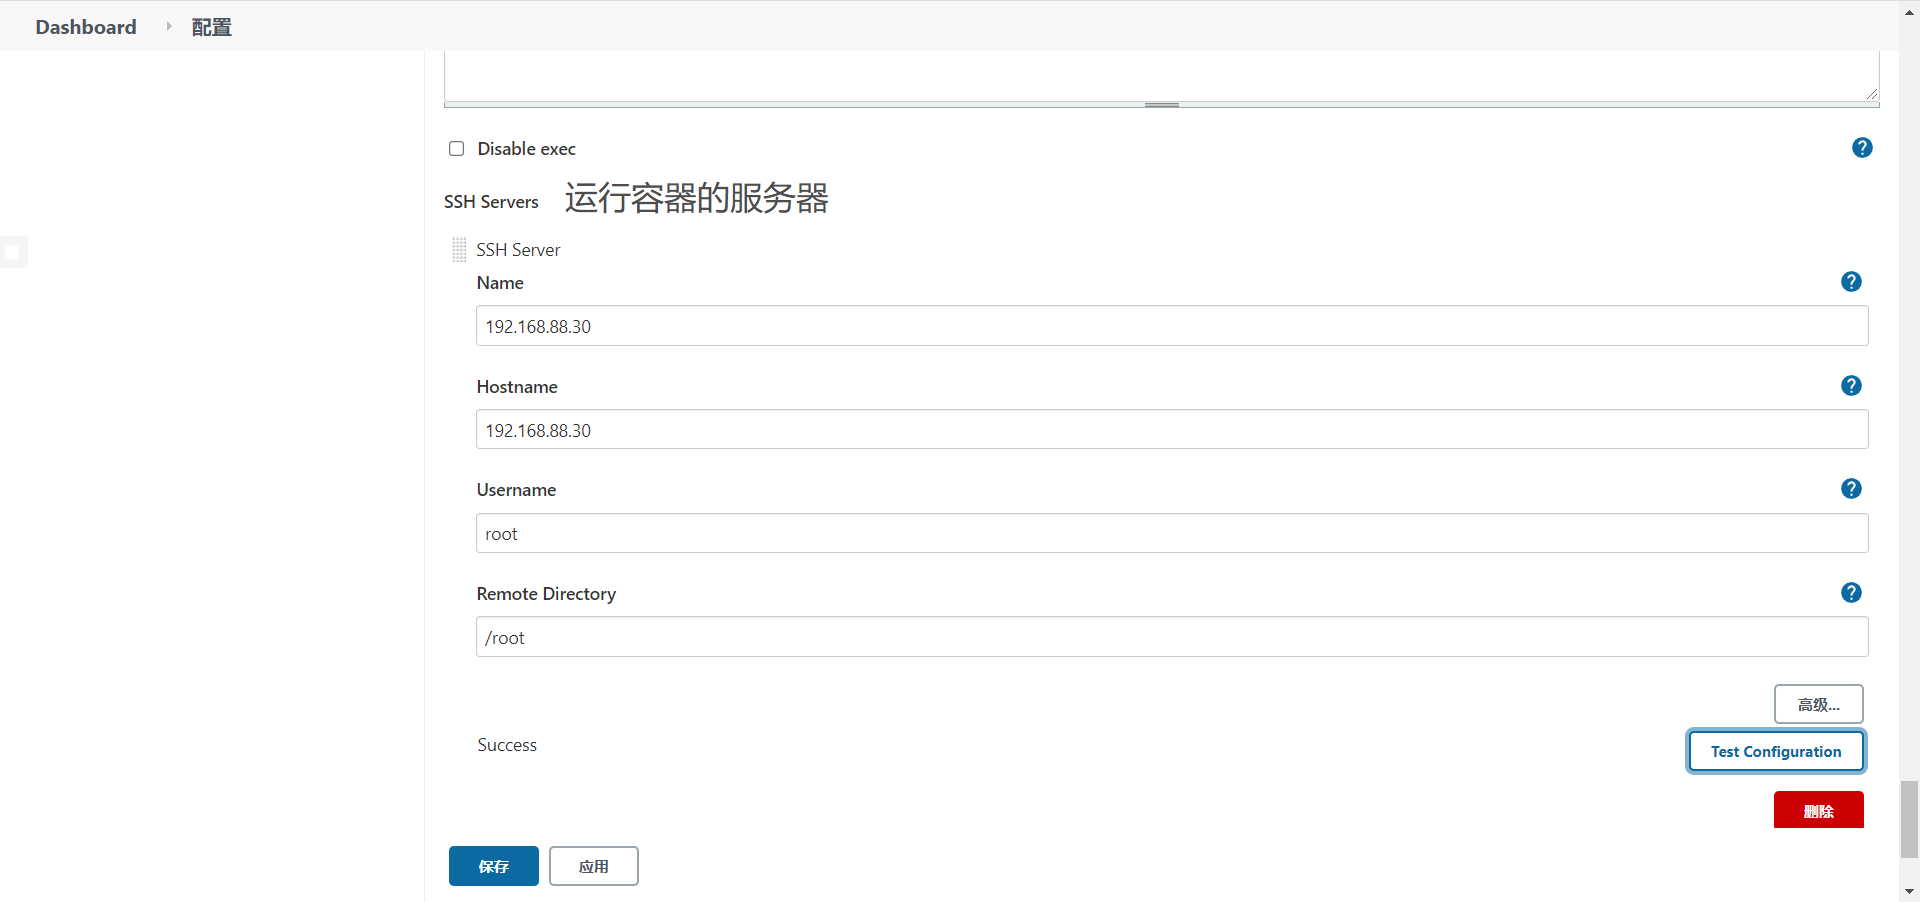 Dashboard 配置
Disable exec
SSH Servers 运行容器的服务器
SSH Server
Name
192.168.88.30
Hostname
192.168.88.30
Username
root
Remote Directory
/root
高级...
Success
Test Configuration
删除
保存 应用